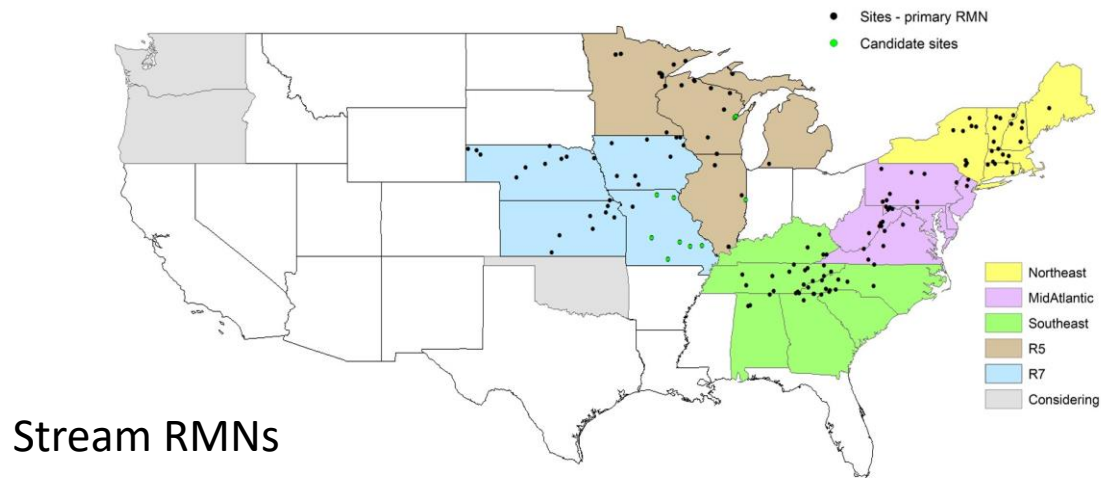 Sites - primary RMN
Candidate sites
Northeast
MidAtlantic
Southeast
R5
R7
Considering
Stream RMNs